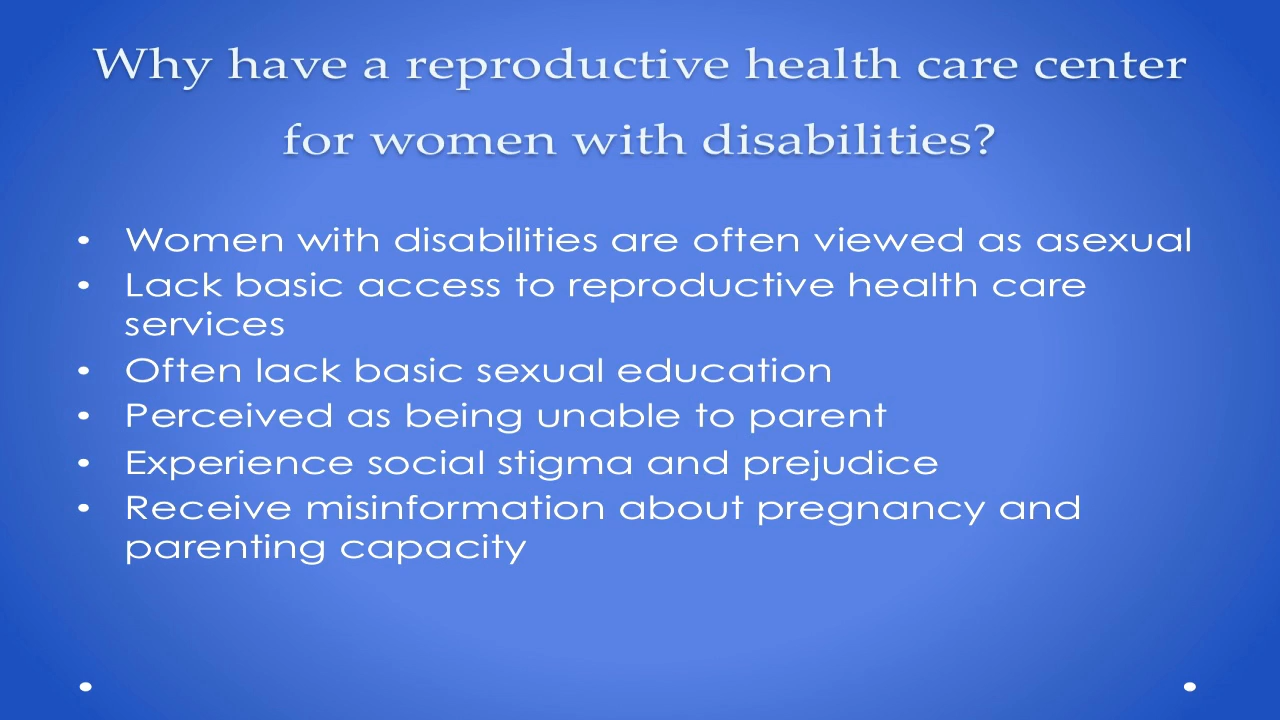 Why have a reproductive health care center
for women with disabilities?
• Women with disabilities are often viewed as asexual
• Lack basic access to reproductive health care
services
• Often lack basic sexual education
• Perceived as being unable to parent
• Experience social stigma and prejudice
• Receive misinformation about pregnancy and
parenting capacity